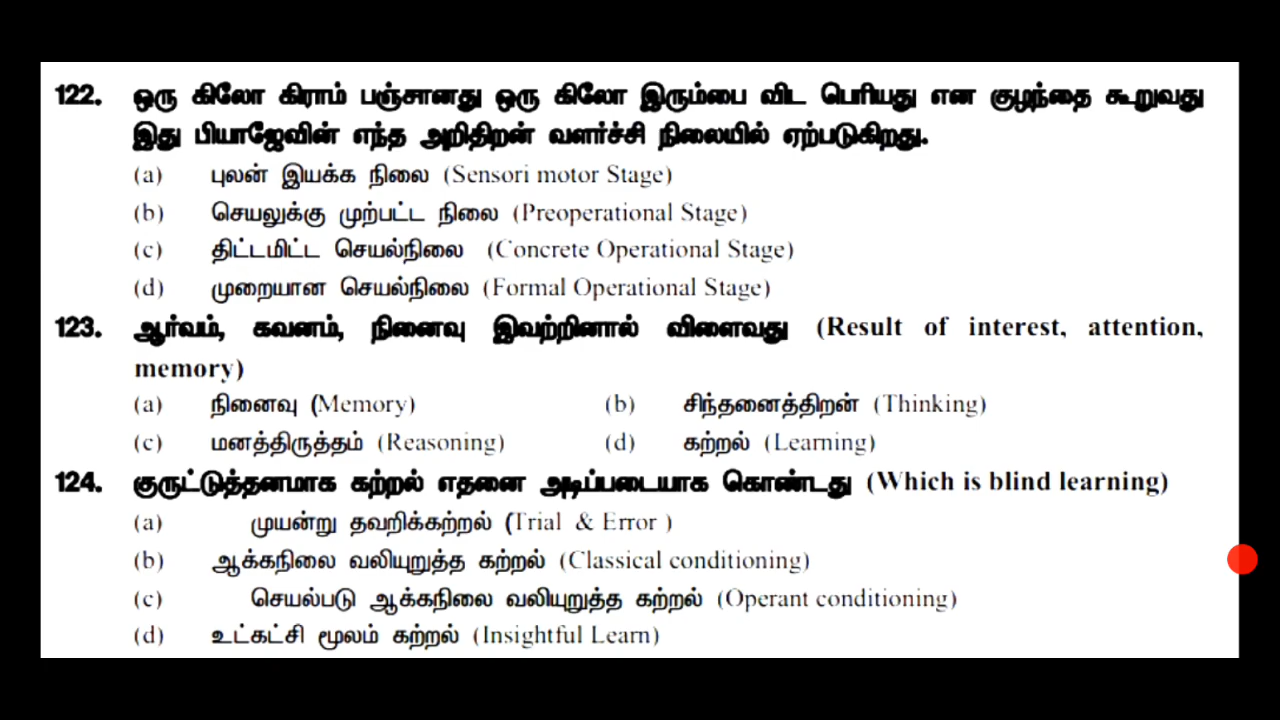 122. ஒரு கிலோ கிராம் பஞ்சானது ஒரு கிலோ இரும்பை விட பெரியது என குழந்தை கூறுவது
இது பியாஜேவின் எந்த அறிதிறன் வளர்ச்சி நிலையில் ஏற்படுகிறது.
(a) புலன் இயக்க நிலை (Sensori motor Stage)
(b) செயலுக்கு முற்பட்ட நிலை (Preoperational Stage)
(c) திட்டமிட்ட செயல்நிலை (Concrete Operational Stage)
(d) முறையான செயல்நிலை (Formal Operational Stage)
123. ஆர்வம், கவனம், நினைவு இவற்றினால் விளைவது (Result of interest, attention,
memory)
(a) நினைவு (Memory) (b) சிந்தனைத்திறன் (Thinking)
(c) மனத்திருத்தம் (Reasoning) (d) கற்றல் (Learning)
124. குருட்டுத்தனமாக கற்றல் எதனை அடிப்படையாக கொண்டது (Which is blind learning)
(a) முயன்று தவறிக்கற்றல் (Trial & Error )
(b) ஆக்கநிலை வலியுறுத்த கற்றல் (Classical conditioning)
(c) செயல்படு ஆக்கநிலை வலியுறுத்த கற்றல் (Operant conditioning)
(d) உட்கட்சி மூலம் கற்றல் (Insightful Learn)